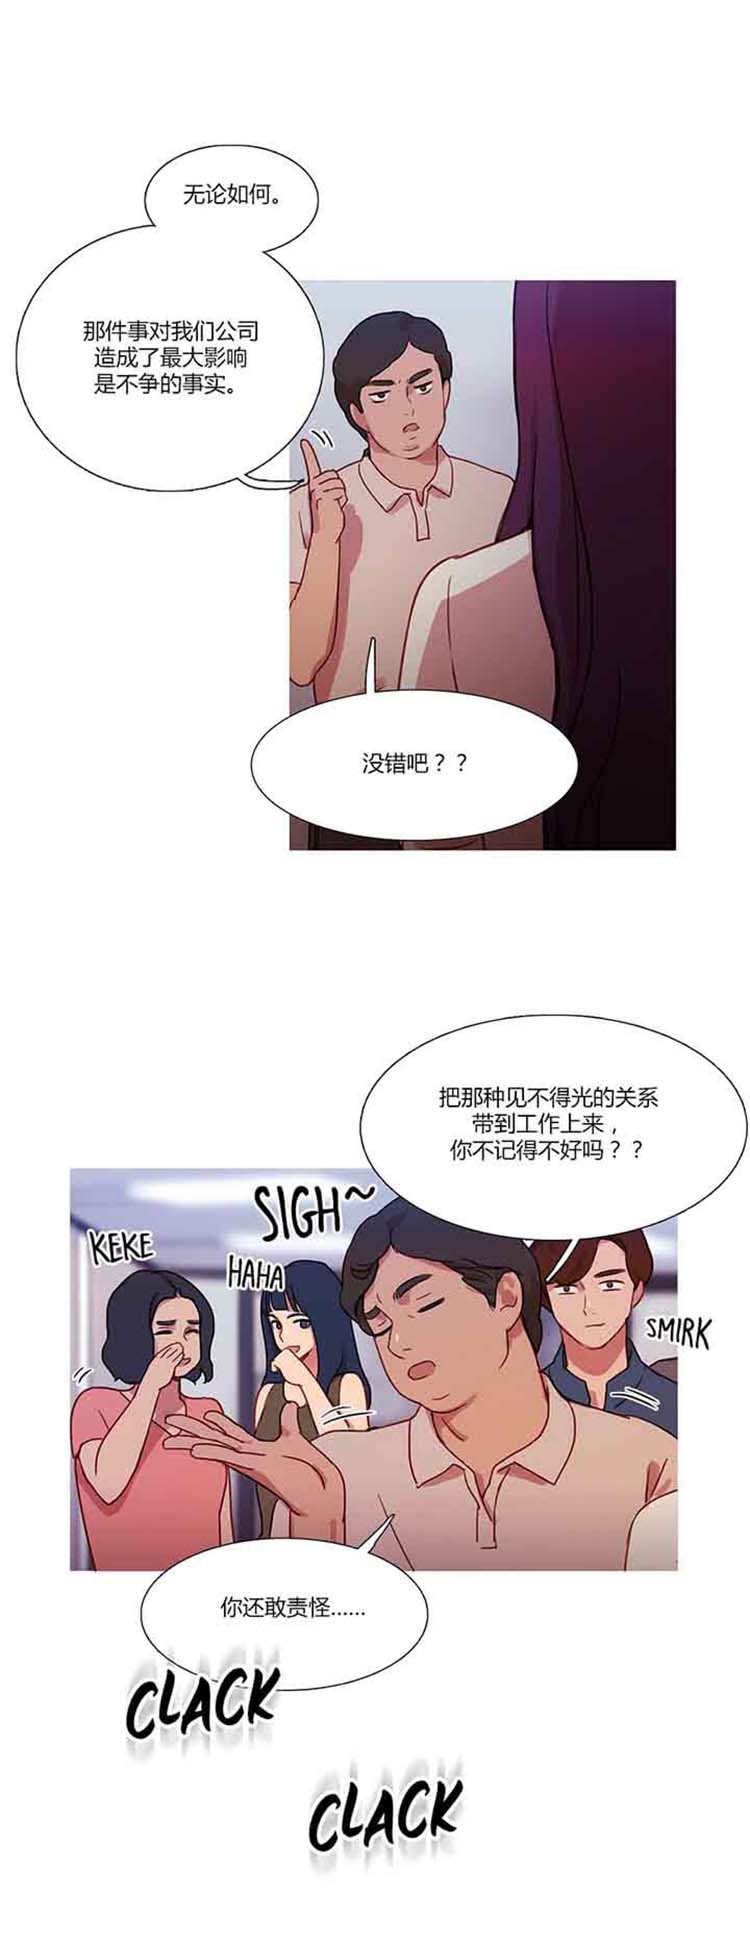 无论如何。
那件事对我们公司
造成了最大影响
是不争的事实。
没错吧？？
把那种见不得光的关系
带到工作上来，
你不记得不好吗？？
SIGH~
KEKE
HAHA
SMIRK
你还敢责怪……
CLACK
CLACK